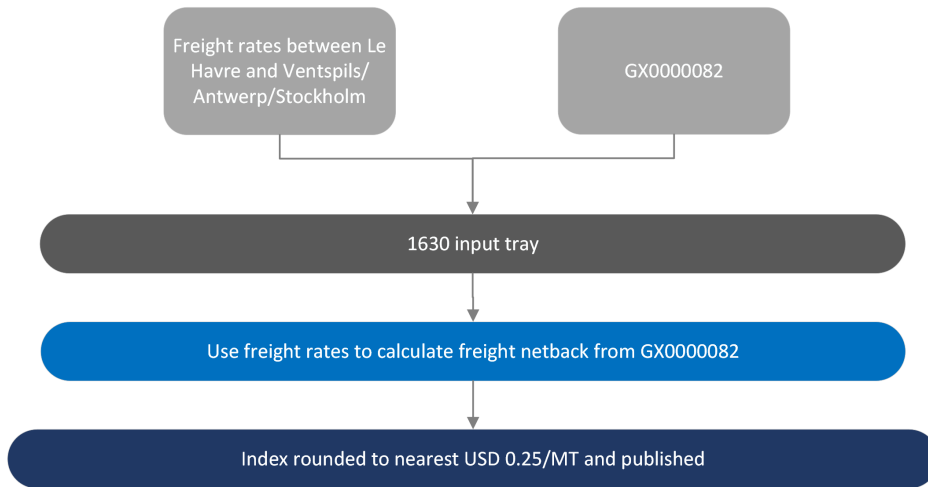 Freight rates between Le
Havre and Ventspils/
Antwerp/Stockholm
GX0000082
1630 input tray
Use freight rates to calculate freight netback from GX0000082
Index rounded to nearest USD 0.25/MT and published